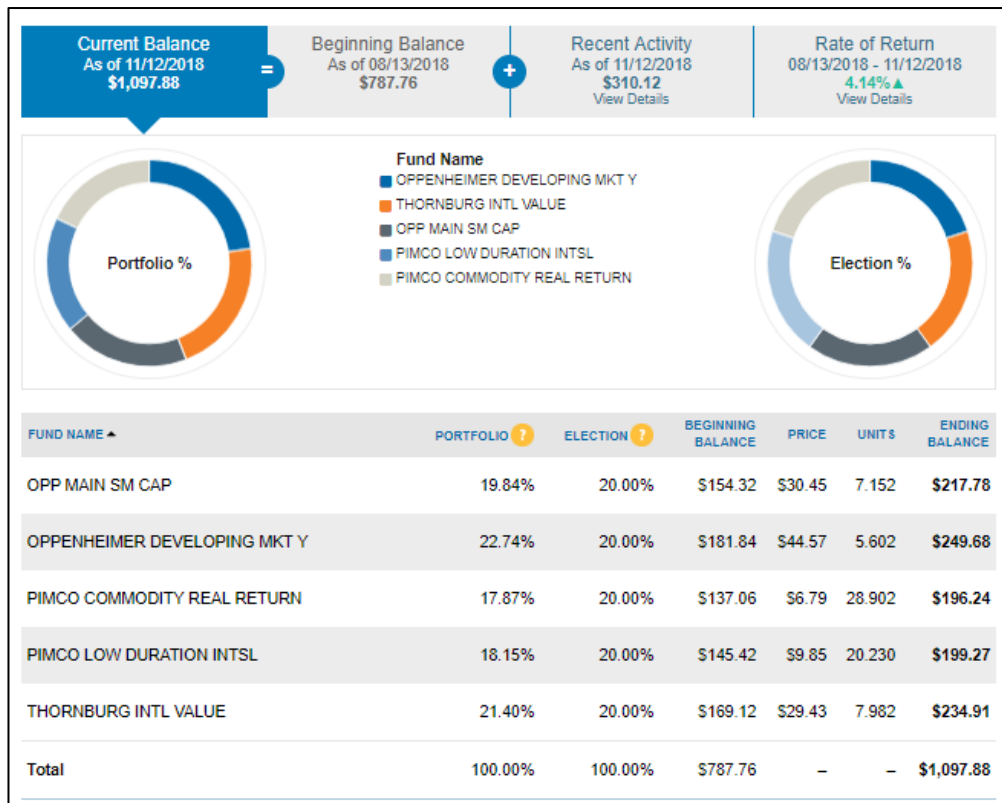 Current Balance
As of 11/12/2018
$1,097.88
=
Beginning Balance
As of 08/13/2018
$787.76
+
Recent Activity
As of 11/12/2018
$310.12
View Details
Rate of Return
08/13/2018 - 11/12/2018
4.14%▲
View Details
Portfolio %
Fund Name
OPPENHEIMER DEVELOPING MKT Y
THORNBURG INTL VALUE
OPP MAIN SM CAP
PIMCO LOW DURATION INTSL
PIMCO COMMODITY REAL RETURN
Election %
FUND NAME ▲ PORTFOLIO ? ELECTION ? BEGINNING BALANCE PRICE UNITS ENDING BALANCE
OPP MAIN SM CAP 19.84% 20.00% $154.32 $30.45 7.152 $217.78
OPPENHEIMER DEVELOPING MKT Y 22.74% 20.00% $181.84 $44.57 5.602 $249.68
PIMCO COMMODITY REAL RETURN 17.87% 20.00% $137.06 $6.79 28.902 $196.24
PIMCO LOW DURATION INTSL 18.15% 20.00% $145.42 $9.85 20.230 $199.27
THORNBURG INTL VALUE 21.40% 20.00% $169.12 $29.43 7.982 $234.91
Total 100.00% 100.00% $787.76 – – $1,097.88